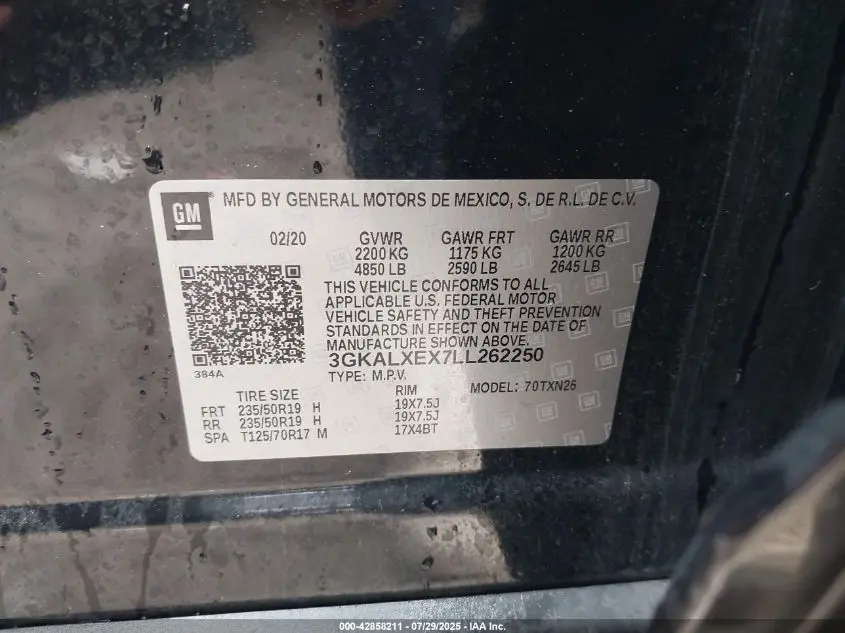 GM
MFD BY GENERAL MOTORS DE MEXICO, S. DE R.L. DE C.V.
02/20 GVWR GAWR FRT GAWR RR
2200 KG 1175 KG 1200 KG
4850 LB 2590 LB 2645 LB
THIS VEHICLE CONFORMS TO ALL
APPLICABLE U.S. FEDERAL MOTOR
VEHICLE SAFETY AND THEFT PREVENTION
STANDARDS IN EFFECT ON THE DATE OF
MANUFACTURE SHOWN ABOVE.
3GKALXEX7LL262250
384A
TYPE: M.P.V. MODEL: 70TXN26
TIRE SIZE RIM
FRT 235/50R19 H 19X7.5J
RR 235/50R19 H 19X7.5J
SPA T125/70R17 M 17X4BT
000-42858211 - 07/29/2025 - IAA Inc.